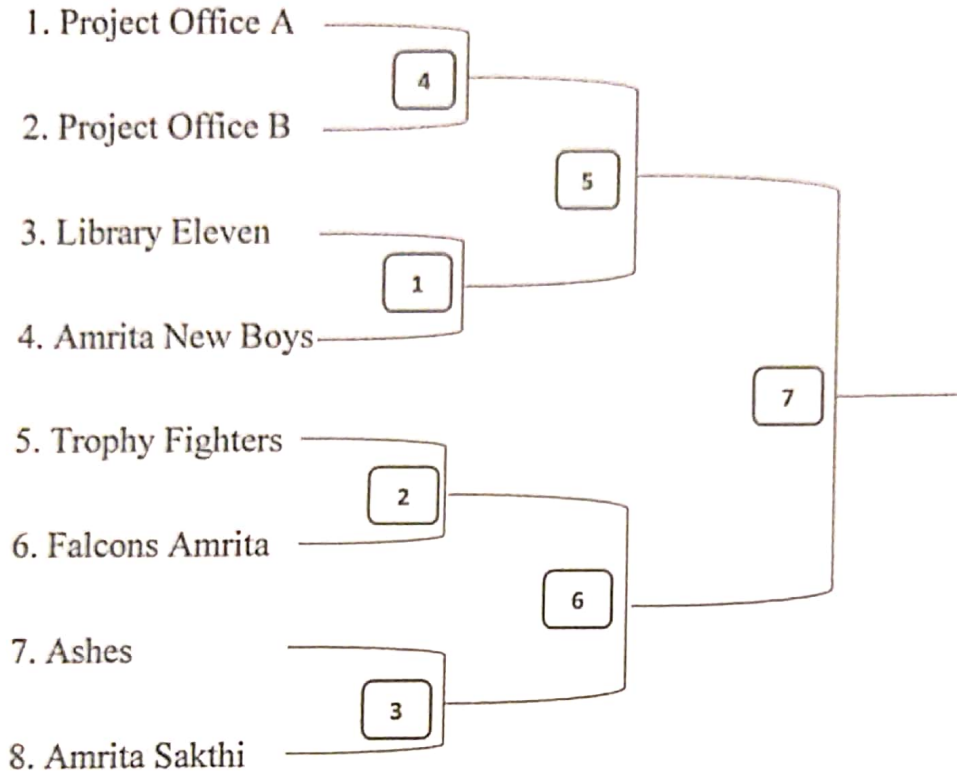 1. Project Office A
4
2. Project Office B
5
3. Library Eleven
1
4. Amrita New Boys
7
5. Trophy Fighters
2
6. Falcons Amrita
6
7. Ashes
3
8. Amrita Sakthi